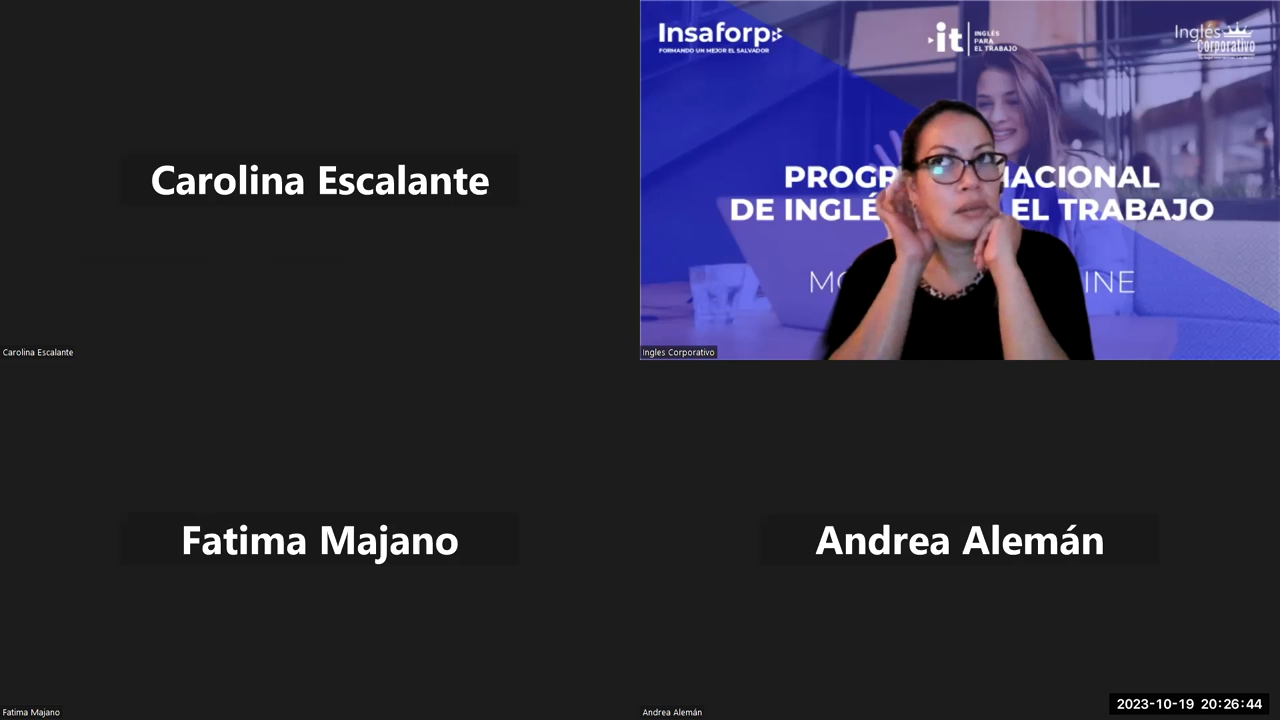 Carolina Escalante
Carolina Escalante
Insaforp
FORMANDO UN MEJOR EL SALVADOR
it
INGLÉS
PARA
EL TRABAJO
Inglés
Corporativo
PROGR NACIONAL
DE INGLÉ EL TRABAJO
MO INE
Ingles Corporativo
Fatima Majano
Fatima Majano
Andrea Alemán
Andrea Alemán
2023-10-19 20:26:44